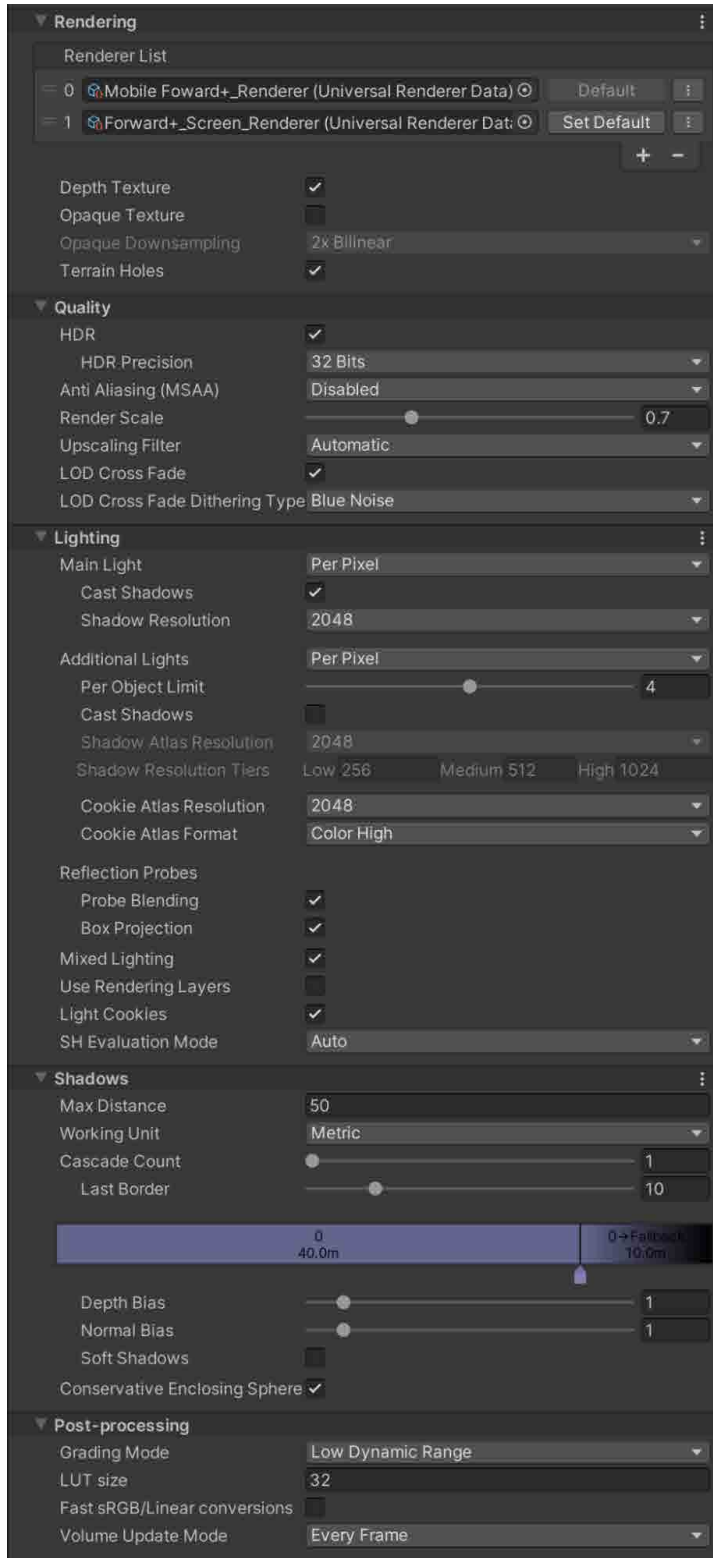 Rendering
Renderer List
0 Mobile Foward+_Renderer (Universal Renderer Data) Default
1 Forward+_Screen_Renderer (Universal Renderer Dat Set Default
+ -
Depth Texture
Opaque Texture
Opaque Downsampling 2x Bilinear
Terrain Holes
Quality
HDR
HDR Precision 32 Bits
Anti Aliasing (MSAA) Disabled
Render Scale 0.7
Upscaling Filter Automatic
LOD Cross Fade
LOD Cross Fade Dithering Type Blue Noise
Lighting
Main Light Per Pixel
Cast Shadows
Shadow Resolution 2048
Additional Lights Per Pixel
Per Object Limit 4
Cast Shadows
Shadow Atlas Resolution 2048
Shadow Resolution Tiers Low 256 Medium 512 High 1024
Cookie Atlas Resolution 2048
Cookie Atlas Format Color High
Reflection Probes
Probe Blending
Box Projection
Mixed Lighting
Use Rendering Layers
Light Cookies
SH Evaluation Mode Auto
Shadows
Max Distance 50
Working Unit Metric
Cascade Count 1
Last Border 10
0 0→Fallback
40.0m 10.0m
Depth Bias 1
Normal Bias 1
Soft Shadows
Conservative Enclosing Sphere
Post-processing
Grading Mode Low Dynamic Range
LUT size 32
Fast sRGB/Linear conversions
Volume Update Mode Every Frame